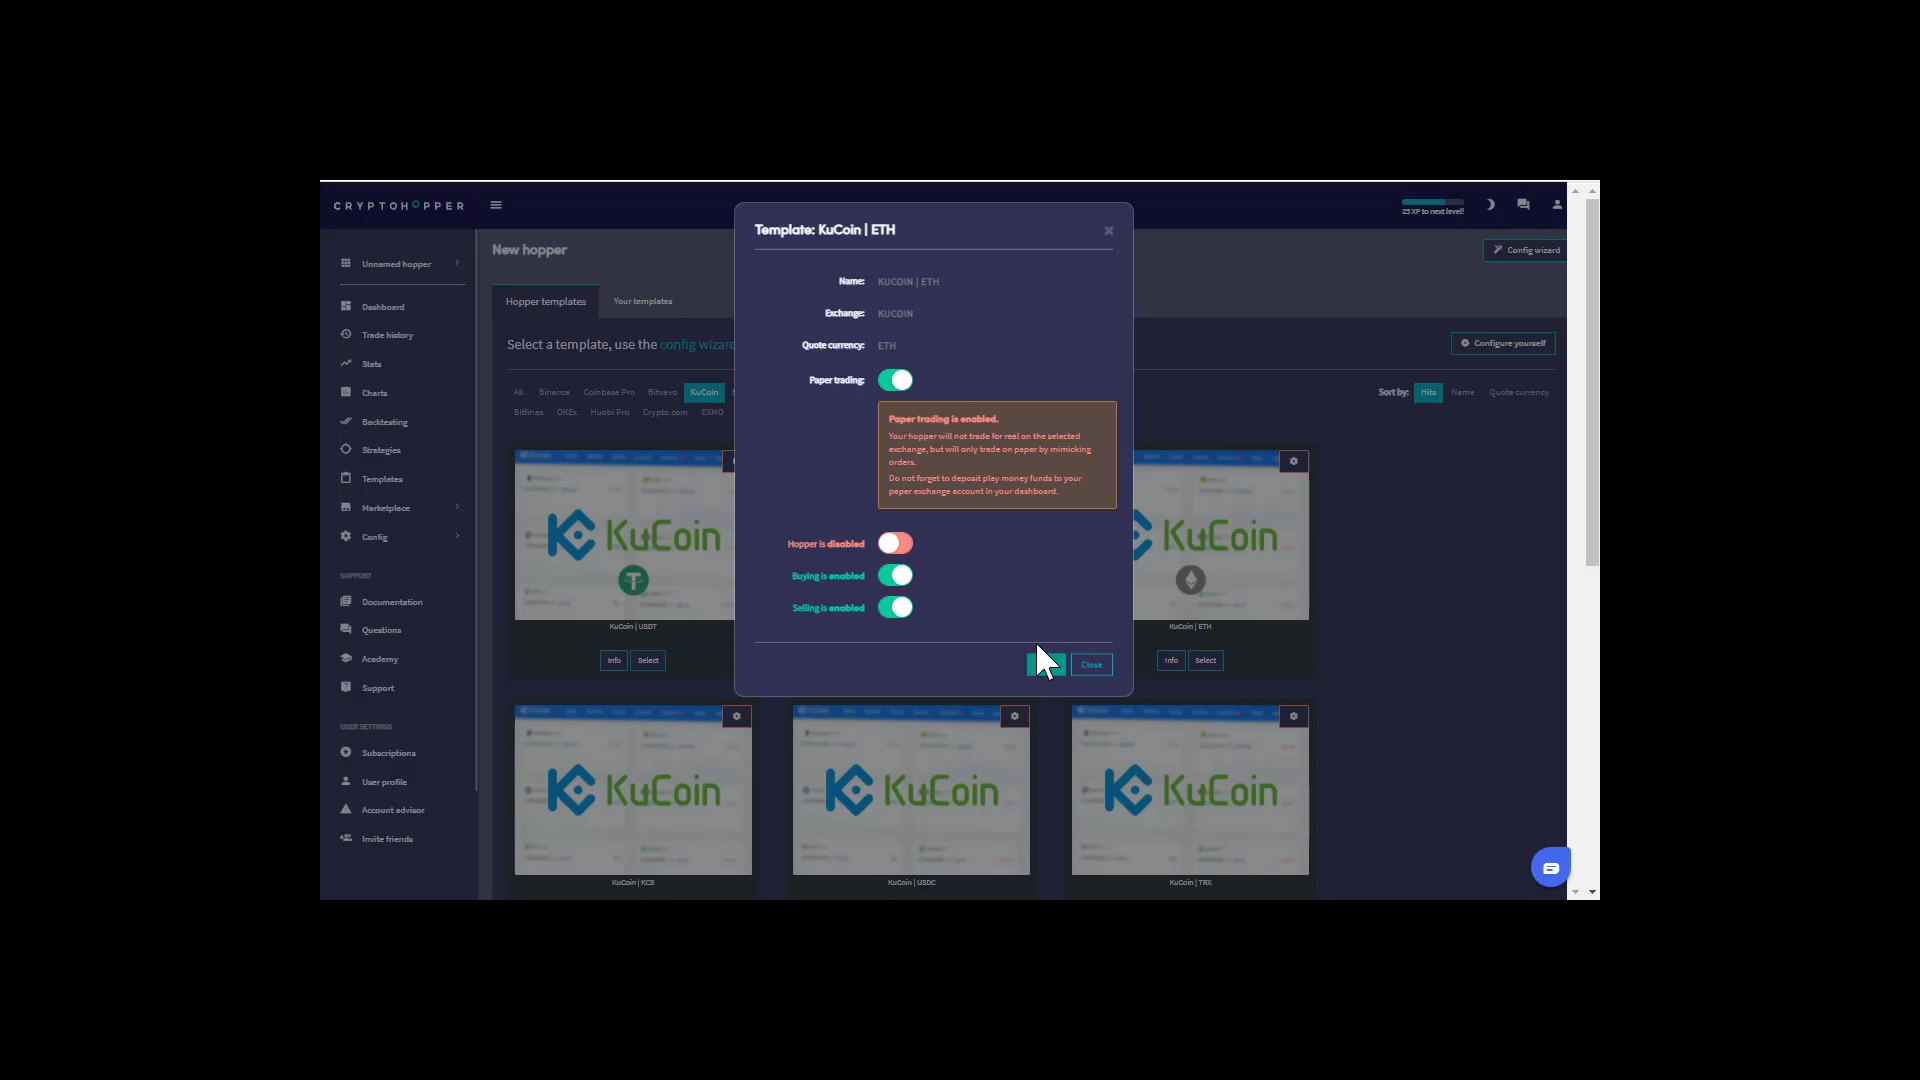 CRYPTOHOPPER
23 XP to next level!
Unnamed hopper
Dashboard
Trade history
Stats
Charts
Backtesting
Strategies
Templates
Marketplace
Config
SUPPORT
Documentation
Questions
Academy
Support
USER SETTINGS
Subscriptions
User profile
Account advisor
Invite friends
New hopper
Config wizard
Hopper templates
Your templates
Select a template, use the config wizard
Configure yourself
All Binance Coinbase Pro Bitvavo KuCoin
Bitfinex OKEx Huobi Pro Crypto.com EXMO
Sort by: Hits Name Quote currency
Template: KuCoin | ETH
Name: KUCOIN | ETH
Exchange: KUCOIN
Quote currency: ETH
Paper trading:
Paper trading is enabled.
Your hopper will not trade for real on the selected
exchange, but will only trade on paper by mimicking
orders.
Do not forget to deposit play money funds to your
paper exchange account in your dashboard.
Hopper is disabled
Buying is enabled
Selling is enabled
Close
KuCoin
KuCoin | USDT
Info Select
KuCoin
KuCoin | ETH
Info Select
KuCoin
KuCoin | KCS
KuCoin
KuCoin | USDC
KuCoin
KuCoin | TRX